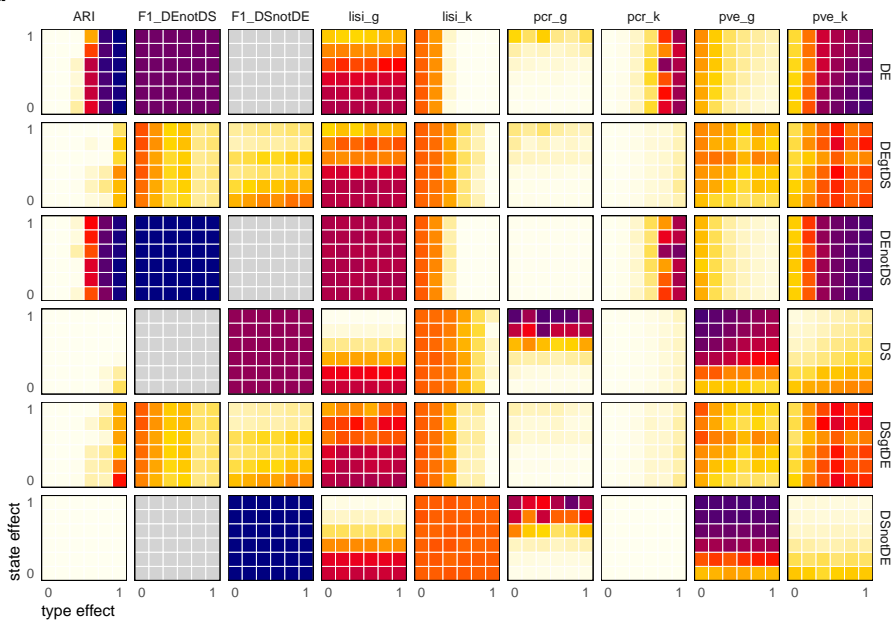 ARI F1_DEnotDS F1_DSnotDE lisi_g lisi_k pcr_g pcr_k pve_g pve_k
1
0
DE
1
0
DEgtDS
1
0
DEnotDS
1
0
DS
1
0
DSgtDE
1
0
DSnotDE
state effect
0 1 0 1 0 1 0 1 0 1 0 1 0 1 0 1 0 1
type effect